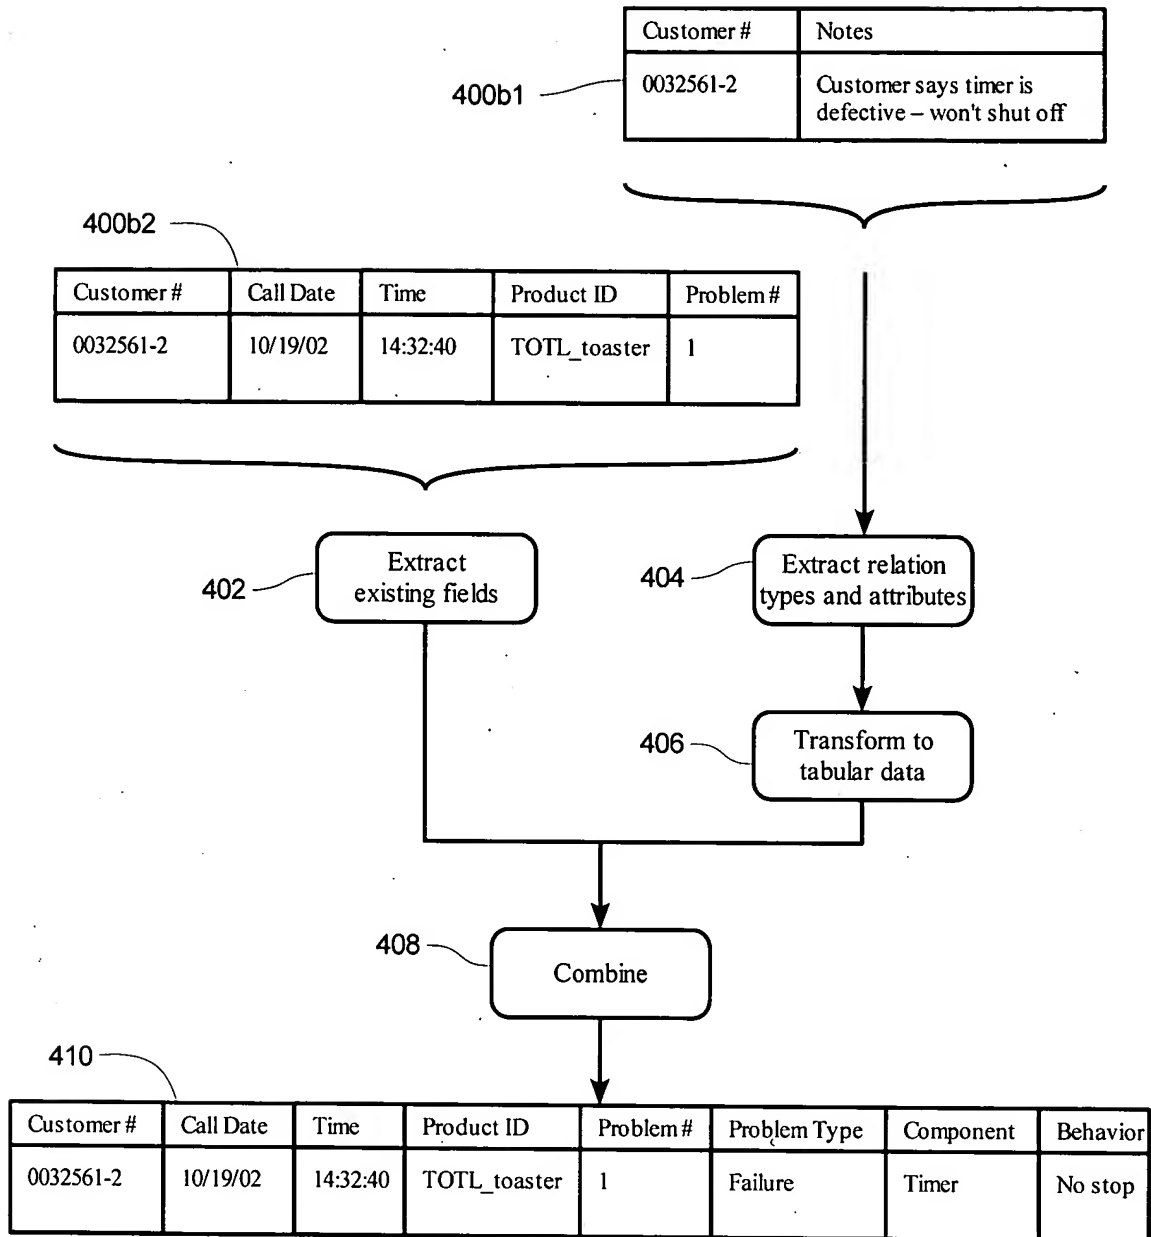 Customer # Notes
400b1
0032561-2 Customer says timer is
defective – won't shut off
400b2
Customer # Call Date Time Product ID Problem #
0032561-2 10/19/02 14:32:40 TOTL_toaster 1
402
Extract
existing fields
404
Extract relation
types and attributes
406
Transform to
tabular data
408
Combine
410
Customer # Call Date Time Product ID Problem # Problem Type Component Behavior
0032561-2 10/19/02 14:32:40 TOTL_toaster 1 Failure Timer No stop